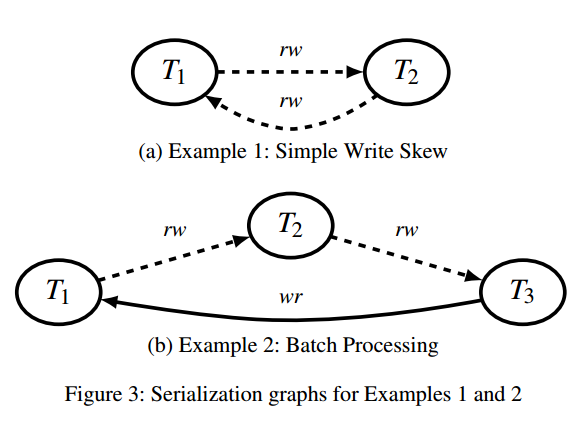 rw
T1 T2
rw
(a) Example 1: Simple Write Skew
T2
rw rw
T1 T3
wr
(b) Example 2: Batch Processing
Figure 3: Serialization graphs for Examples 1 and 2